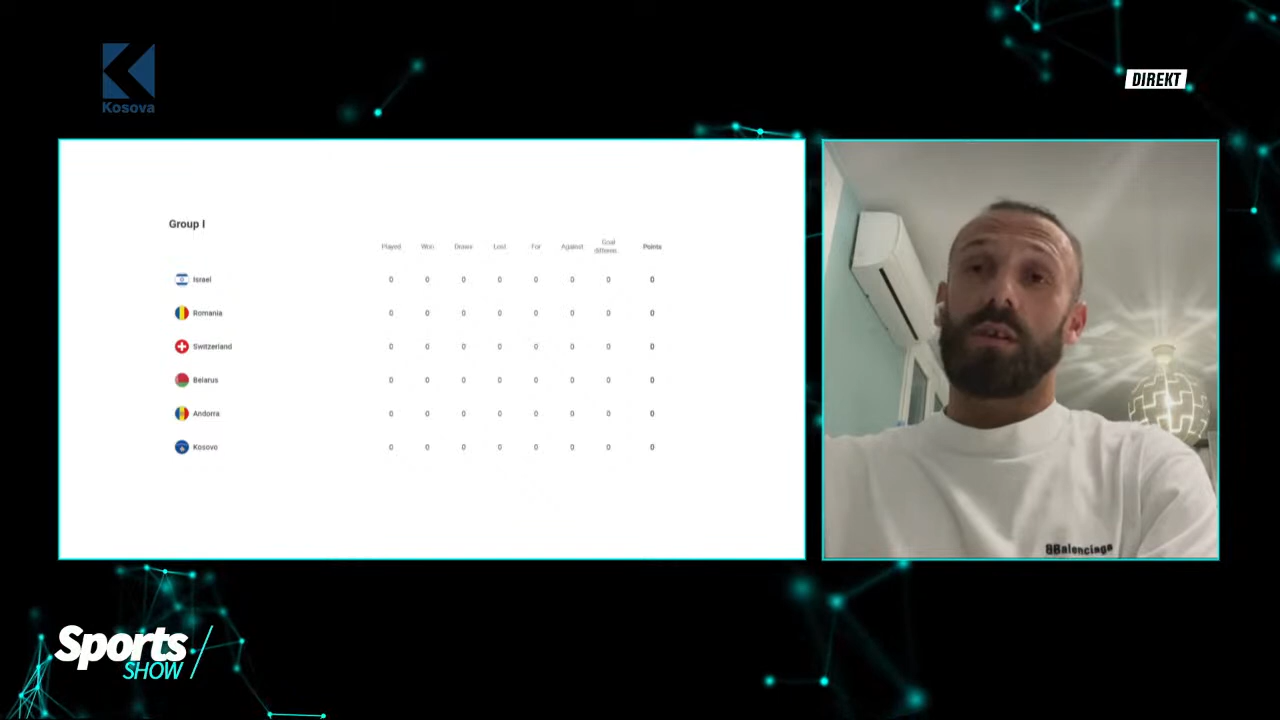 Kosova
DIREKT
Group I
Played Won Drawn Lost For Against Goal Points
Israel 0 0 0 0 0 0 0 0
Romania 0 0 0 0 0 0 0 0
Switzerland 0 0 0 0 0 0 0 0
Belarus 0 0 0 0 0 0 0 0
Andorra 0 0 0 0 0 0 0 0
Kosovo 0 0 0 0 0 0 0 0
BBalenciaga
Sports
SHOW